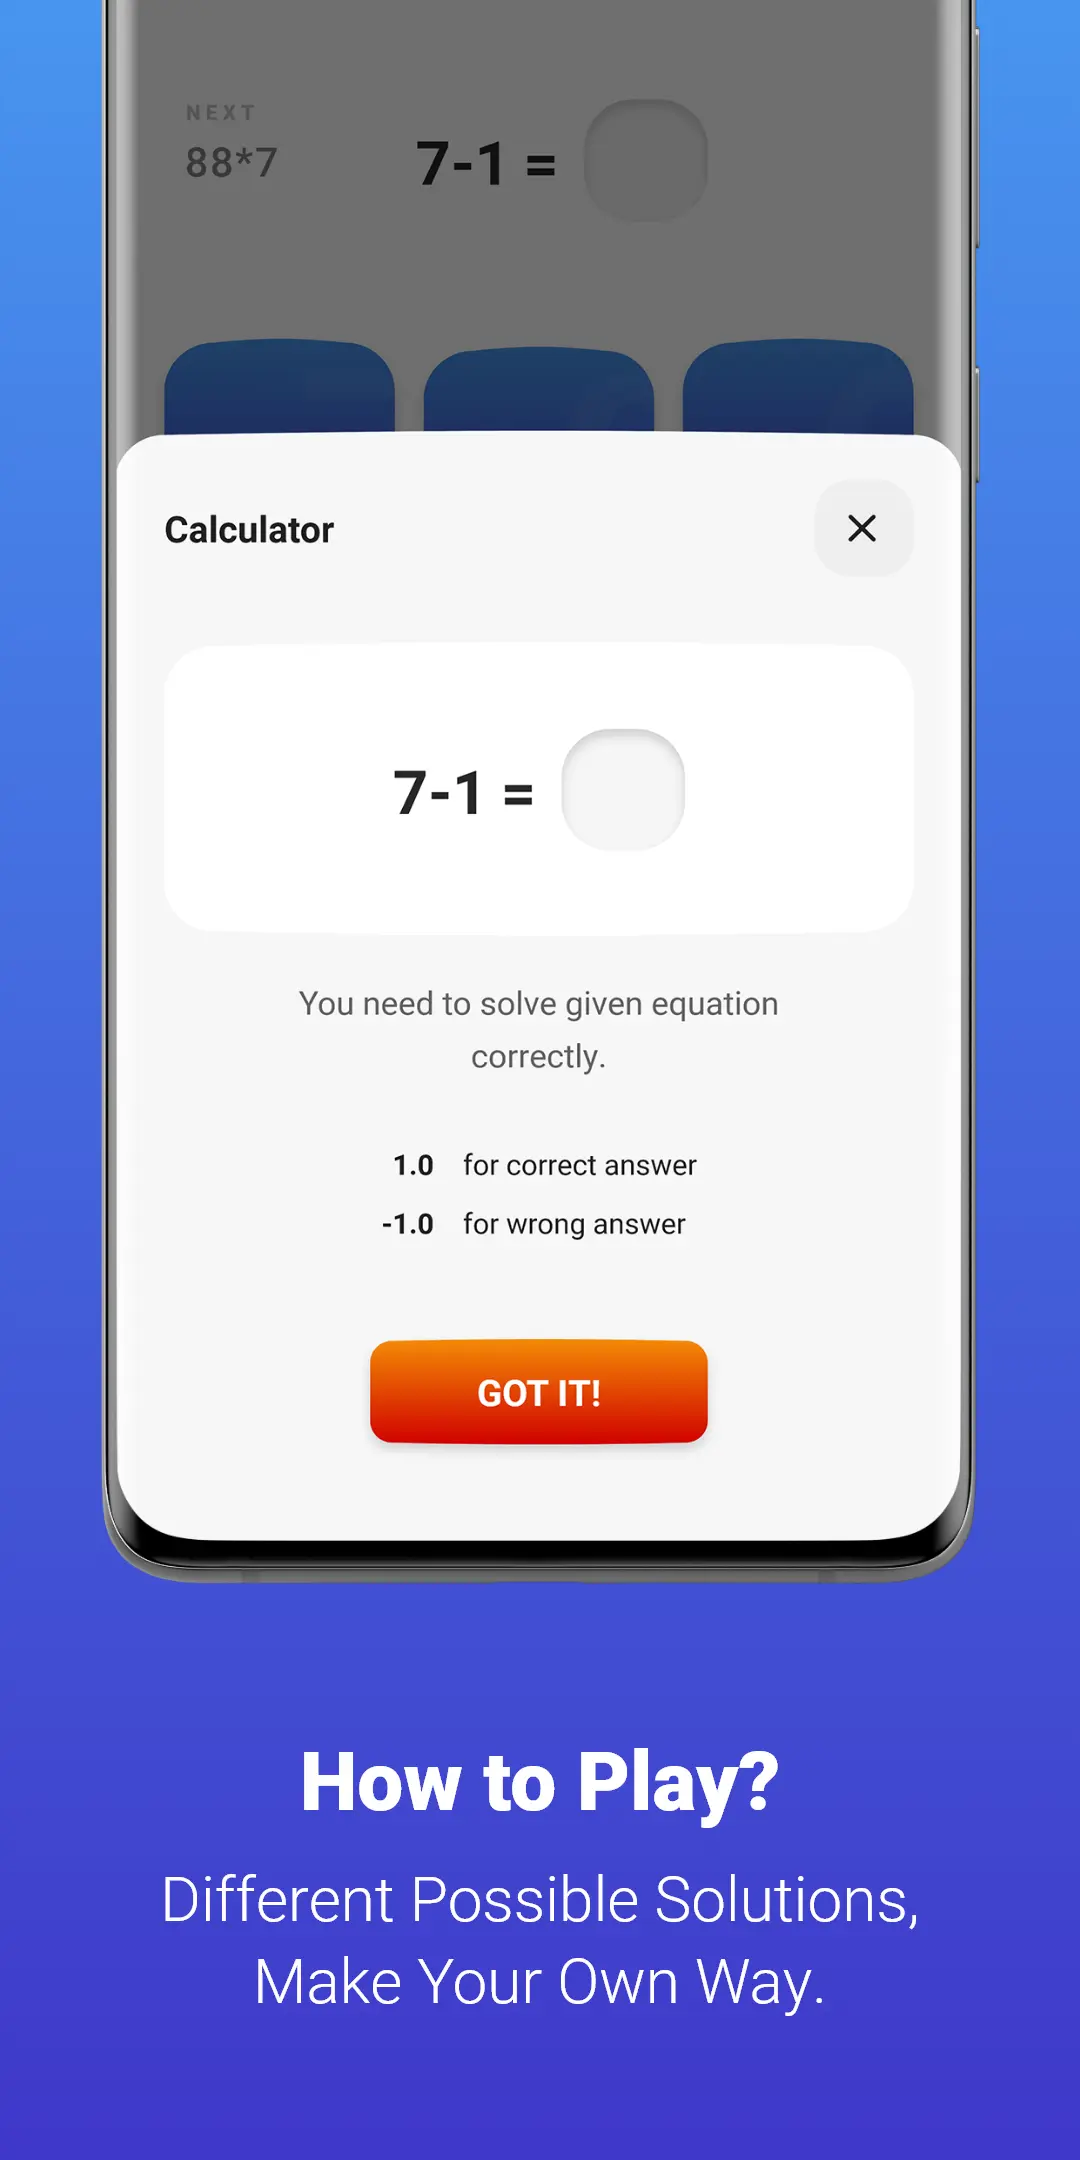 NEXT
88*7
7-1 =
Calculator
7-1 =
You need to solve given equation
correctly.
1.0 for correct answer
-1.0 for wrong answer
GOT IT!
How to Play?
Different Possible Solutions,
Make Your Own Way.